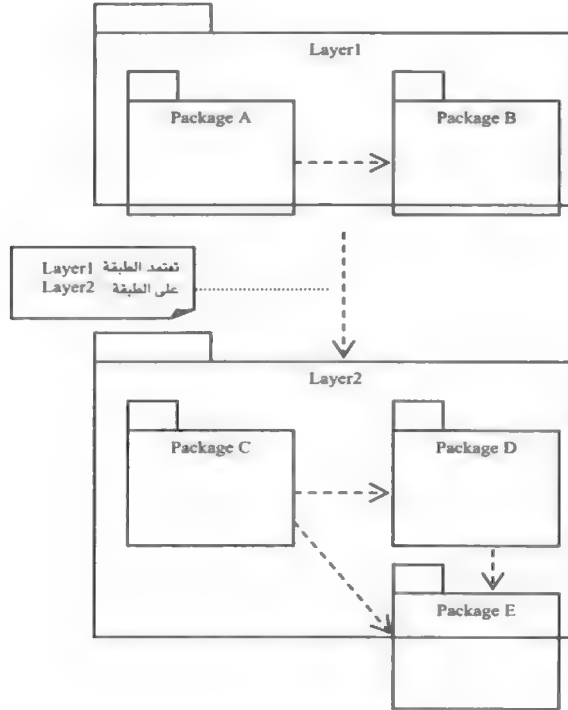 Layer1
Package A
Package B
تعتمد الطبقة Layer1
على الطبقة Layer2
Layer2
Package C
Package D
Package E